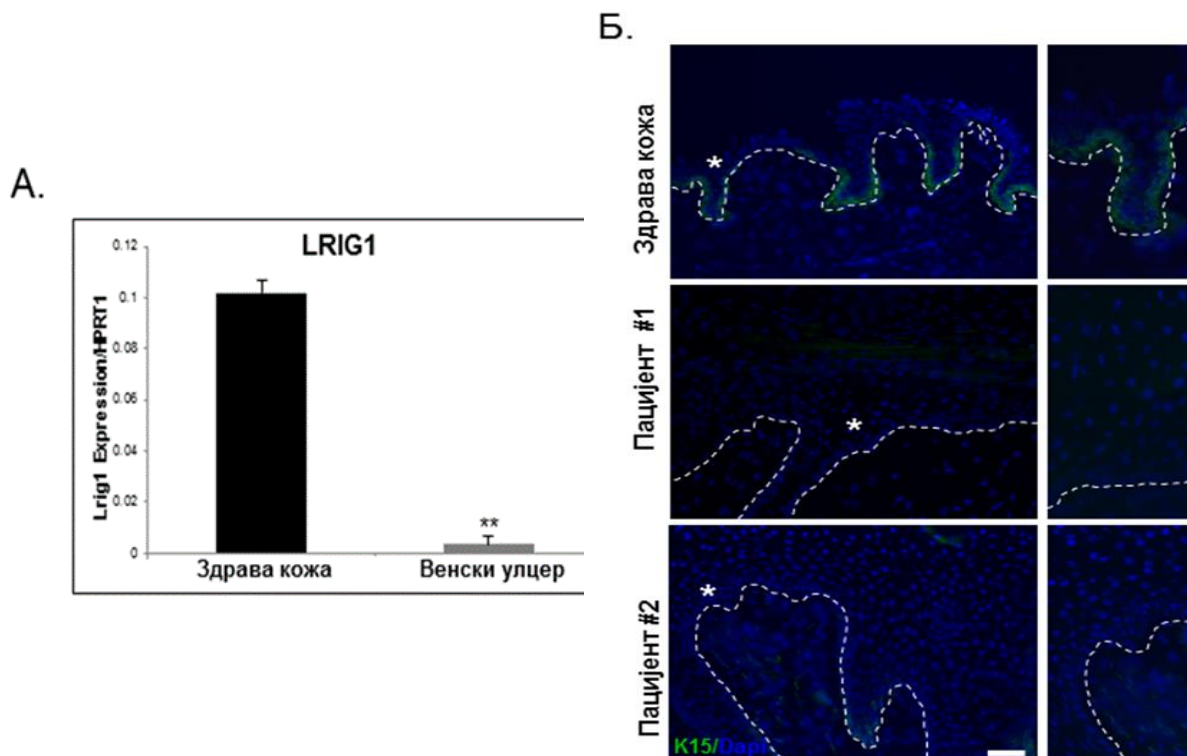 А.
LRIG1
Lrig1 Expression/HPRT1
0.12
0.1
0.08
0.06
0.04
0.02
0
**
Здрава кожа
Венски улцер
Б.
Здрава кожа
*
Пацијент #1
*
Пацијент #2
*
K15/Dapi